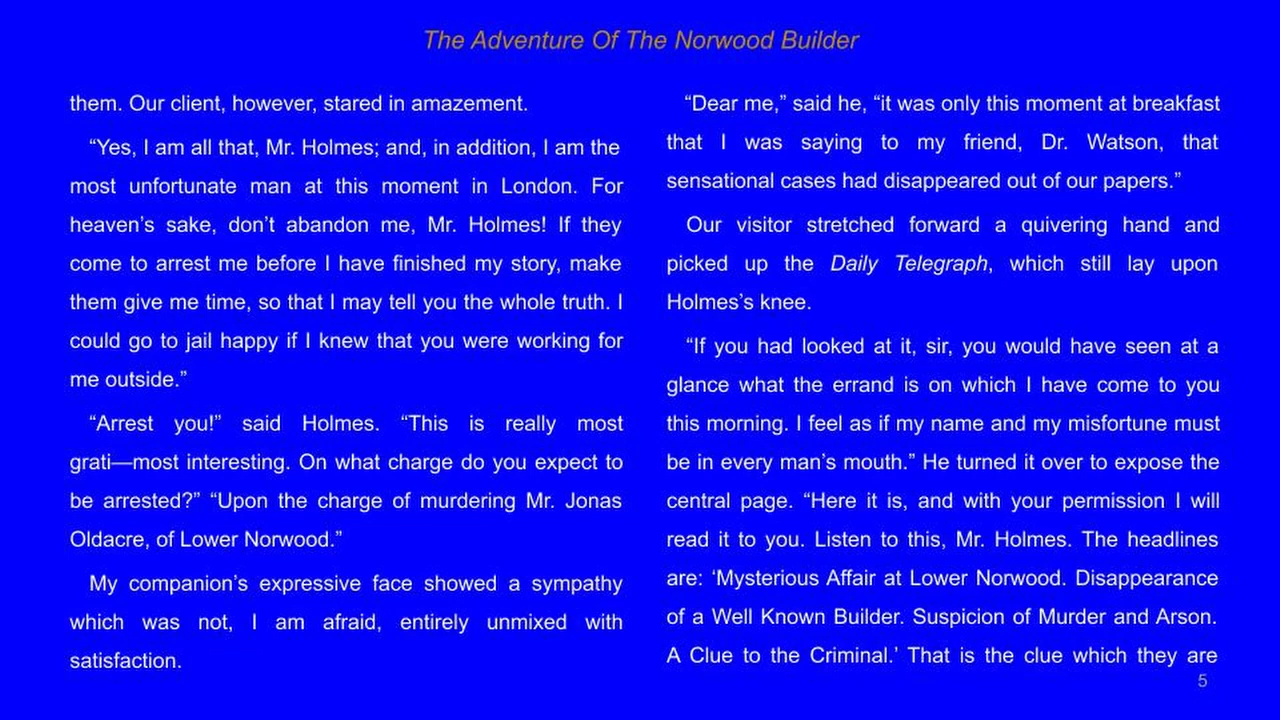 The Adventure Of The Norwood Builder
them. Our client, however, stared in amazement.
“Yes, I am all that, Mr. Holmes; and, in addition, I am the
most unfortunate man at this moment in London. For
heaven’s sake, don’t abandon me, Mr. Holmes! If they
come to arrest me before I have finished my story, make
them give me time, so that I may tell you the whole truth. I
could go to jail happy if I knew that you were working for
me outside.”
“Arrest you!” said Holmes. “This is really most
grati—most interesting. On what charge do you expect to
be arrested?” “Upon the charge of murdering Mr. Jonas
Oldacre, of Lower Norwood.”
My companion’s expressive face showed a sympathy
which was not, I am afraid, entirely unmixed with
satisfaction.
“Dear me,” said he, “it was only this moment at breakfast
that I was saying to my friend, Dr. Watson, that
sensational cases had disappeared out of our papers.”
Our visitor stretched forward a quivering hand and
picked up the Daily Telegraph, which still lay upon
Holmes’s knee.
“If you had looked at it, sir, you would have seen at a
glance what the errand is on which I have come to you
this morning. I feel as if my name and my misfortune must
be in every man’s mouth.” He turned it over to expose the
central page. “Here it is, and with your permission I will
read it to you. Listen to this, Mr. Holmes. The headlines
are: ‘Mysterious Affair at Lower Norwood. Disappearance
of a Well Known Builder. Suspicion of Murder and Arson.
A Clue to the Criminal.’ That is the clue which they are
5